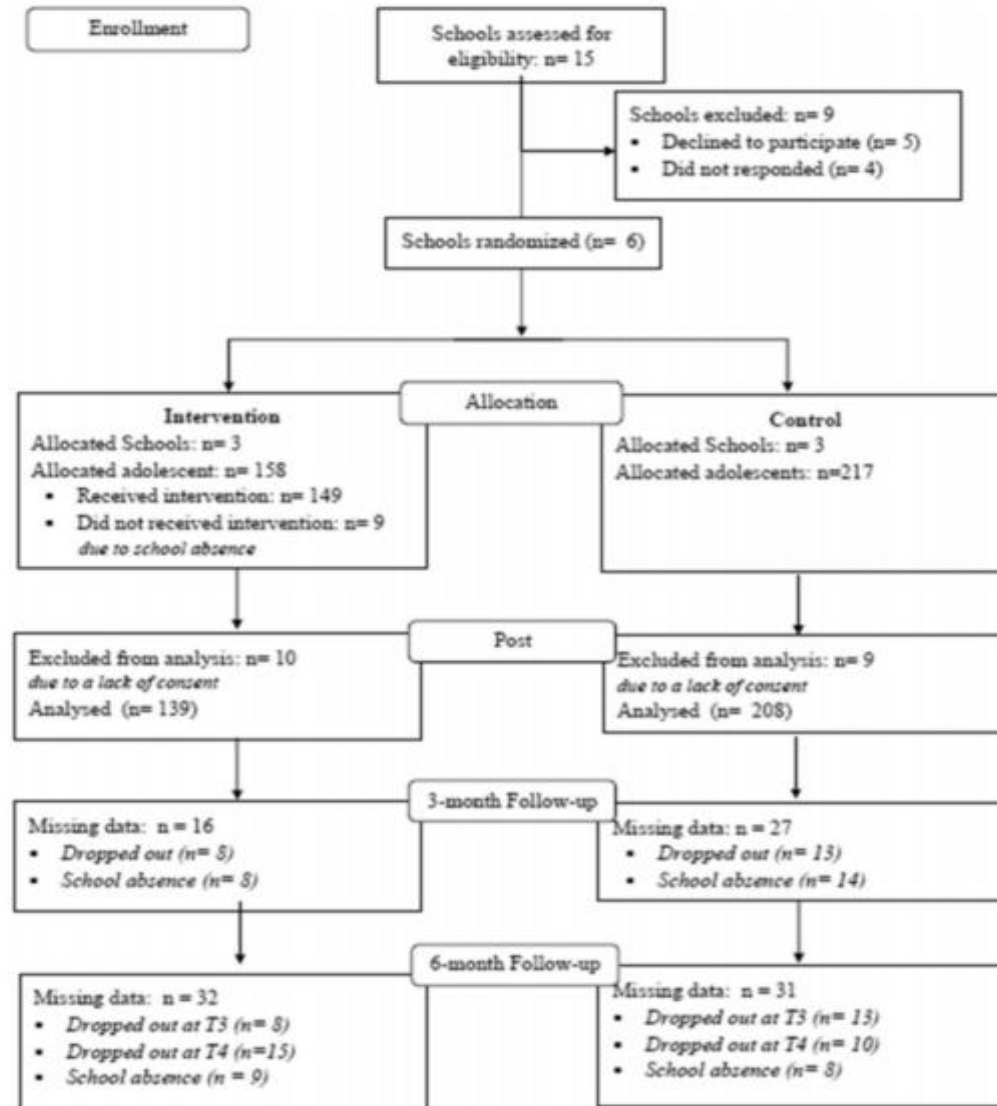 Enrollment
Schools assessed for
eligibility: n= 15
Schools excluded: n= 9
▪ Declined to participate (n= 5)
▪ Did not responded (n= 4)
Schools randomized (n= 6)
Allocation
Intervention
Allocated Schools: n= 3
Allocated adolescent: n= 158
▪ Received intervention: n= 149
▪ Did not received intervention: n= 9
due to school absence
Control
Allocated Schools: n= 3
Allocated adolescents: n=217
Post
Excluded from analysis: n= 10
due to a lack of consent
Analysed (n= 139)
Excluded from analysis: n= 9
due to a lack of consent
Analysed (n= 208)
3-month Follow-up
Missing data: n = 16
▪ Dropped out (n= 8)
▪ School absence (n= 8)
Missing data: n = 27
▪ Dropped out (n= 13)
▪ School absence (n= 14)
6-month Follow-up
Missing data: n = 32
▪ Dropped out at T3 (n= 8)
▪ Dropped out at T4 (n=15)
▪ School absence (n = 9)
Missing data: n = 31
▪ Dropped out at T3 (n= 13)
▪ Dropped out at T4 (n= 10)
▪ School absence (n= 8)